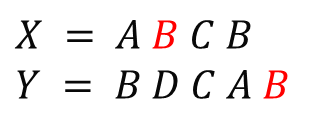 X = A B C B
Y = B D C A B